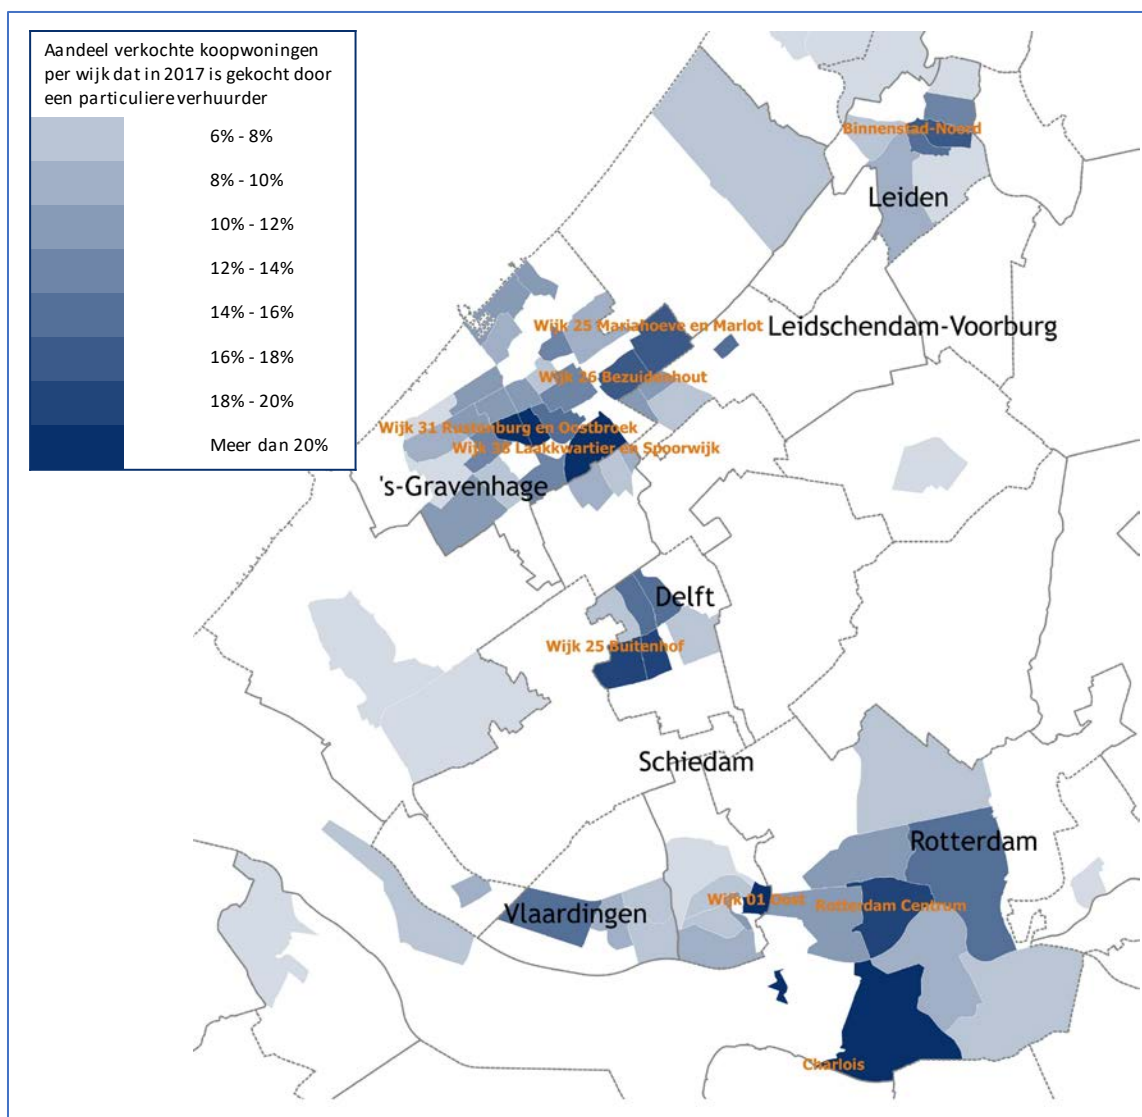 Aandeel verkochte koopwoningen
per wijk dat in 2017 is gekocht door
een particuliere verhuurder
6% - 8%
8% - 10%
10% - 12%
12% - 14%
14% - 16%
16% - 18%
18% - 20%
Meer dan 20%
Binnenstad-Noord
Leiden
Wijk 25 Mariahoeve en Marlot
Leidschendam-Voorburg
Wijk 26 Bezuidenhout
Wijk 31 Rustenburg en Oostbroek
Wijk 38 Laakkwartier en Spoorwijk
's-Gravenhage
Delft
Wijk 25 Buitenhof
Schiedam
Rotterdam
Wijk 01 Oost
Rotterdam Centrum
Vlaardingen
Charlois